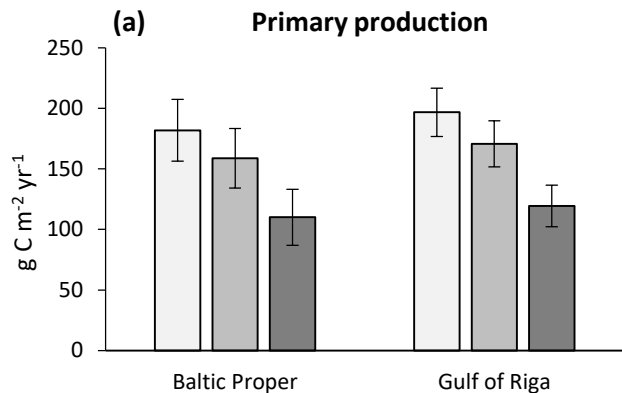 (a) Primary production
250
200
150
100
50
0
g C m⁻² yr⁻¹
Baltic Proper Gulf of Riga